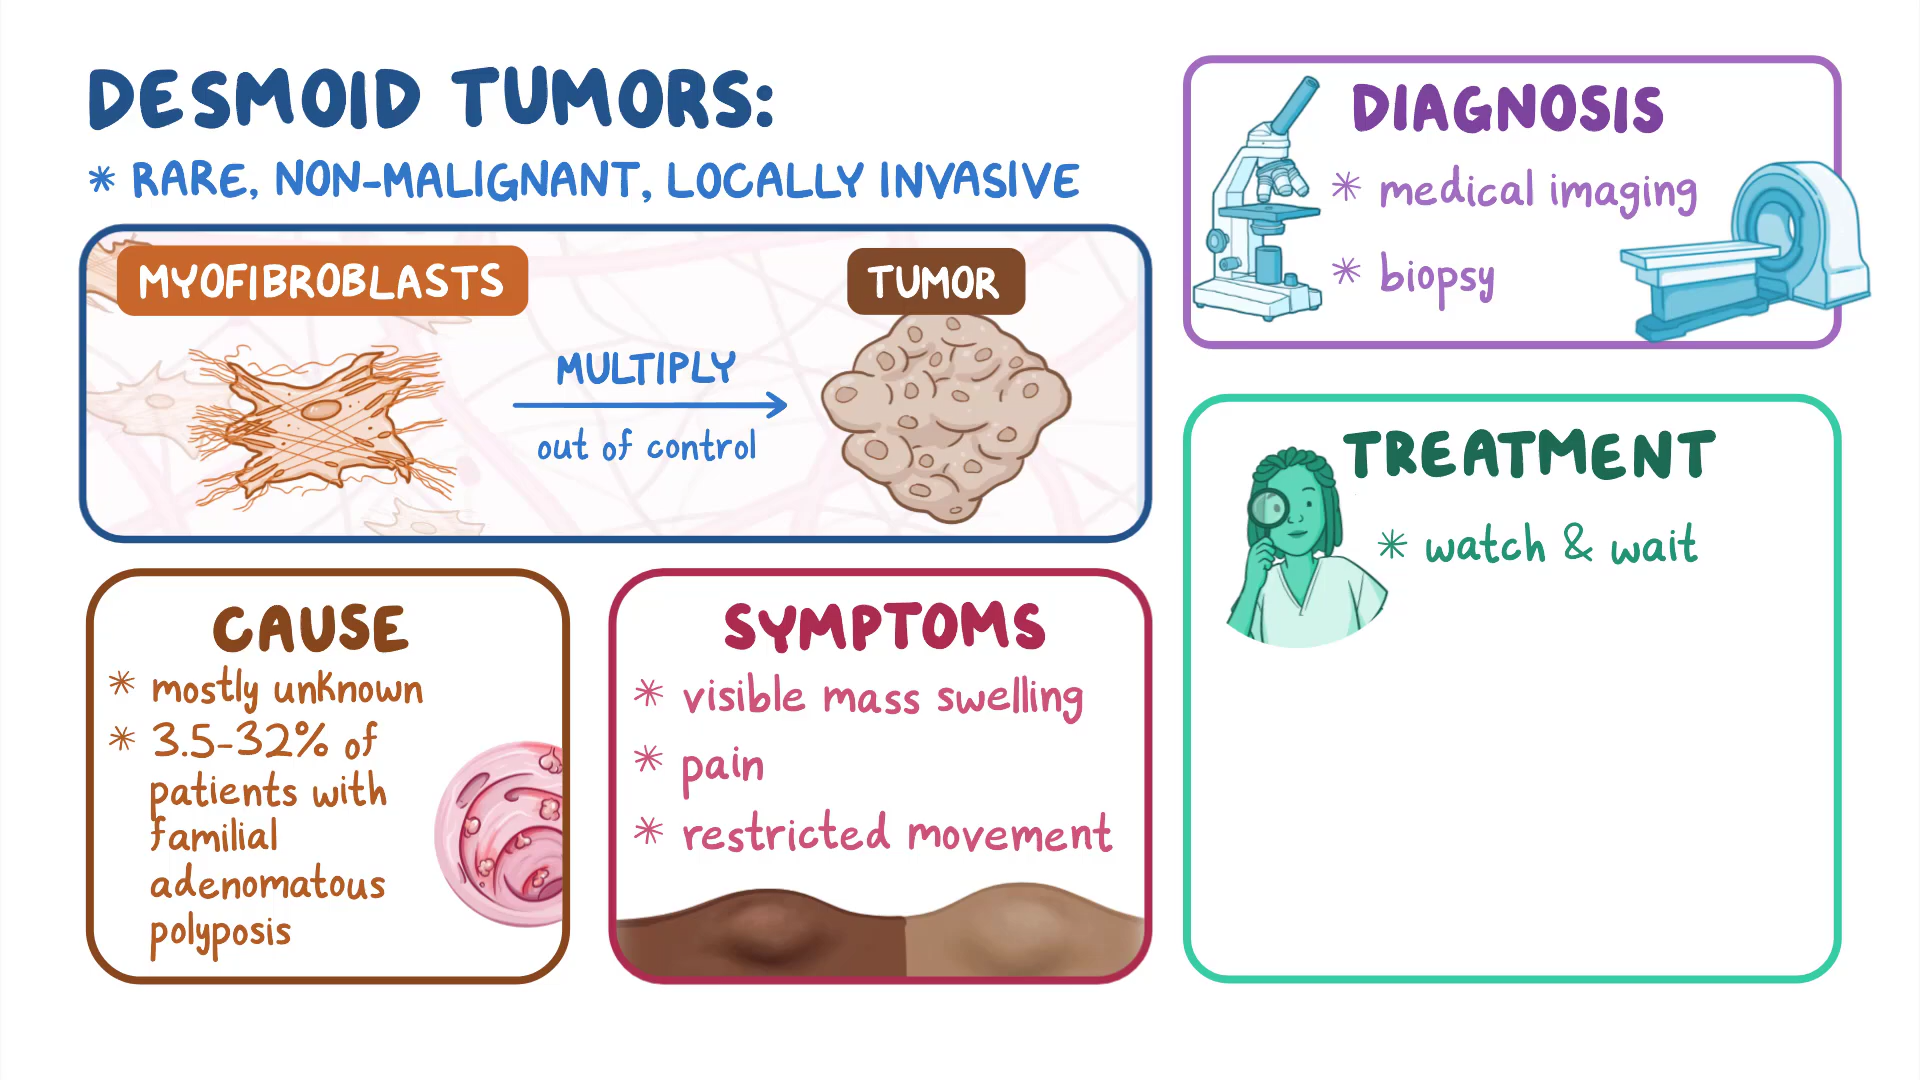 DESMOID TUMORS:
* RARE, NON-MALIGNANT, LOCALLY INVASIVE
MYOFIBROBLASTS
MULTIPLY
out of control
TUMOR
CAUSE
* mostly unknown
* 3.5-32% of
patients with
familial
adenomatous
polyposis
SYMPTOMS
* visible mass swelling
* pain
* restricted movement
DIAGNOSIS
* medical imaging
* biopsy
TREATMENT
* watch & wait